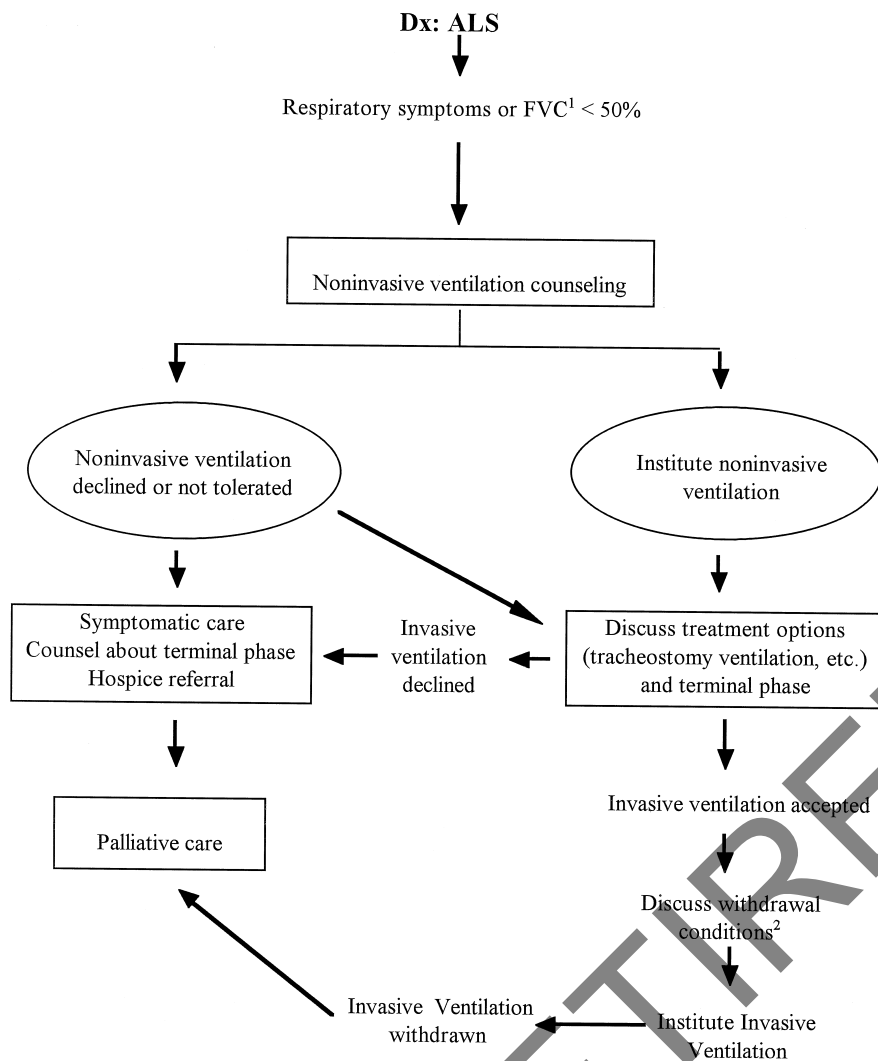 Dx: ALS
Respiratory symptoms or FVC¹ < 50%
Noninvasive ventilation counseling
Noninvasive ventilation
declined or not tolerated
Institute noninvasive
ventilation
Symptomatic care
Counsel about terminal phase
Hospice referral
Invasive
ventilation
declined
Discuss treatment options
(tracheostomy ventilation, etc.)
and terminal phase
Invasive ventilation accepted
Palliative care
Discuss withdrawal
conditions²
Invasive Ventilation
withdrawn
Institute Invasive
Ventilation